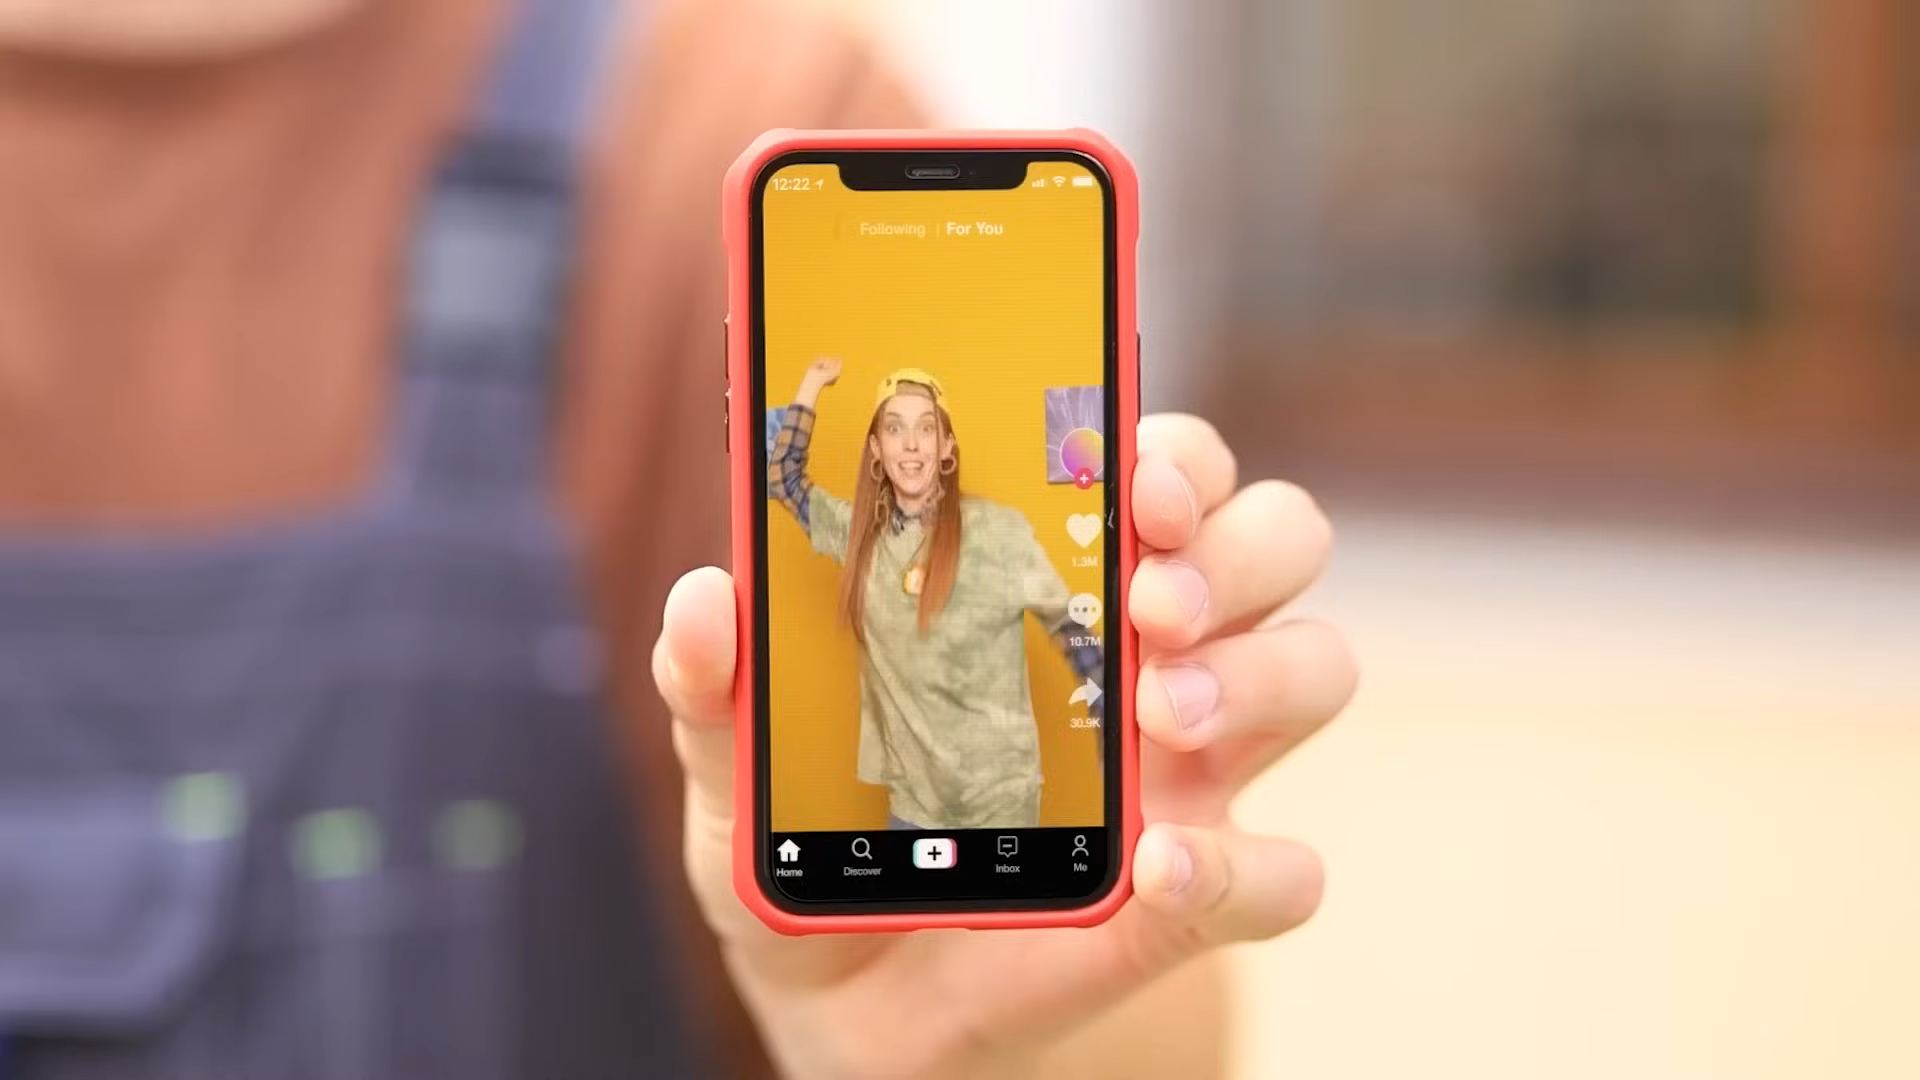 12:22
Following | For You
1.3M
10.7M
30.9K
Home Discover Inbox Me